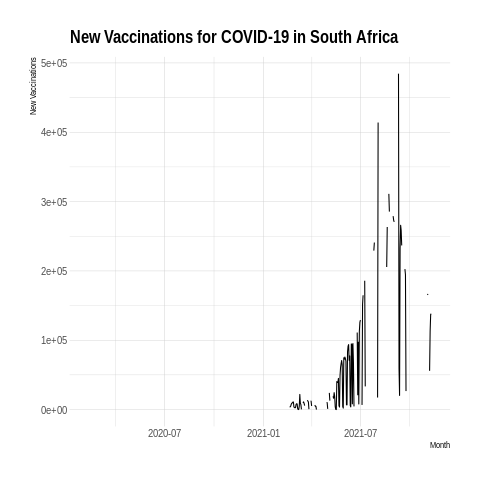 New Vaccinations for COVID-19 in South Africa
New Vaccinations
5e+05
4e+05
3e+05
2e+05
1e+05
0e+00
2020-07 2021-01 2021-07
Month